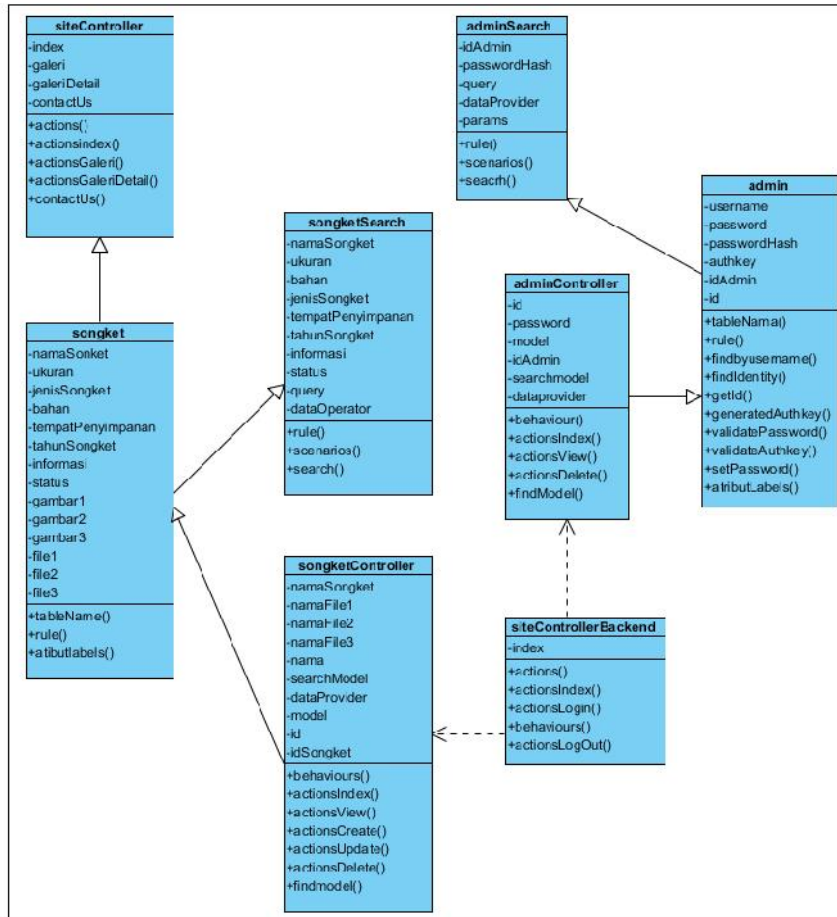 siteController
-index
-galeri
-galeriDetail
-contactUs
+actions()
+actionsindex()
+actionsGaleri()
+actionsGaleriDetail()
+contactUs()
adminSearch
-idAdmin
-passwordHash
-query
-dataProvider
-params
+rule()
+scenarios()
+seacrh()
admin
-username
-password
-passwordHash
-authkey
-idAdmin
-id
+tableNama()
+rule()
+findbyusername()
+findIdentity()
+getId()
+generatedAuthkey()
+validatePassword()
+validateAuthkey()
+setPassword()
+atributLabels()
songketSearch
-namaSongket
-ukuran
-bahan
-jenisSongket
-tempatPenyimpanan
-tahunSongket
-informasi
-status
-query
-dataOperator
+rule()
+scenarios()
+search()
adminController
-id
-password
-model
-idAdmin
-searchmodel
-dataprovider
+behaviour()
+actionsIndex()
+actionsView()
+actionsDelete()
+findModel()
songket
-namaSonket
-ukuran
-jenisSongket
-bahan
-tempatPenyimpanan
-tahunSongket
-informasi
-status
-gambar1
-gambar2
-gambar3
-file1
-file2
-file3
+tableName()
+rule()
+atibutlabels()
songketController
-namaSongket
-namaFile1
-namaFile2
-namaFile3
-nama
-searchModel
-dataProvider
-model
-id
-idSongket
+behaviours()
+actionsIndex()
+actionsView()
+actionsCreate()
+actionsUpdate()
+actionsDelete()
+findmodel()
siteControllerBackend
-index
+actions()
+actionsIndex()
+actionsLogin()
+behaviours()
+actionsLogOut()